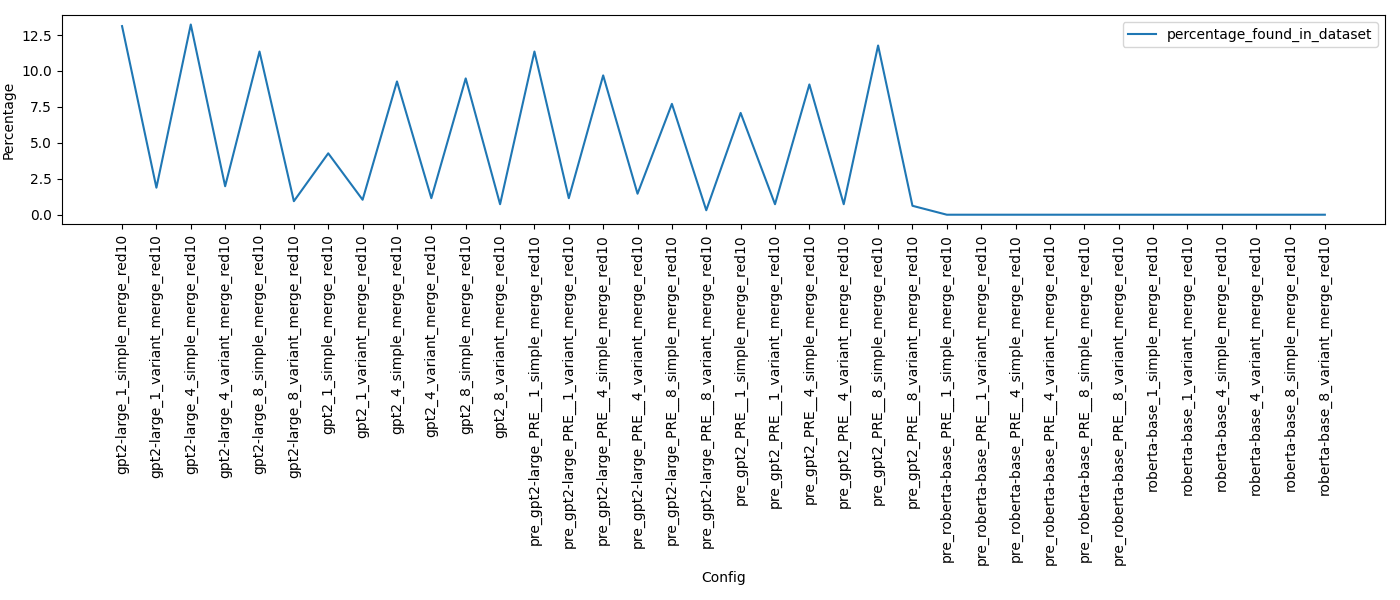 percentage_found_in_dataset
Percentage
12.5
10.0
7.5
5.0
2.5
0.0
gpt2-large_1_simple_merge_red10
gpt2-large_1_variant_merge_red10
gpt2-large_4_simple_merge_red10
gpt2-large_4_variant_merge_red10
gpt2-large_8_simple_merge_red10
gpt2-large_8_variant_merge_red10
gpt2_1_simple_merge_red10
gpt2_1_variant_merge_red10
gpt2_4_simple_merge_red10
gpt2_4_variant_merge_red10
gpt2_8_simple_merge_red10
gpt2_8_variant_merge_red10
pre_gpt2-large_PRE__1_simple_merge_red10
pre_gpt2-large_PRE__1_variant_merge_red10
pre_gpt2-large_PRE__4_simple_merge_red10
pre_gpt2-large_PRE__4_variant_merge_red10
pre_gpt2-large_PRE__8_simple_merge_red10
pre_gpt2-large_PRE__8_variant_merge_red10
pre_gpt2_PRE__1_simple_merge_red10
pre_gpt2_PRE__1_variant_merge_red10
pre_gpt2_PRE__4_simple_merge_red10
pre_gpt2_PRE__4_variant_merge_red10
pre_gpt2_PRE__8_simple_merge_red10
pre_gpt2_PRE__8_variant_merge_red10
pre_roberta-base_PRE__1_simple_merge_red10
pre_roberta-base_PRE__1_variant_merge_red10
pre_roberta-base_PRE__4_simple_merge_red10
pre_roberta-base_PRE__4_variant_merge_red10
pre_roberta-base_PRE__8_simple_merge_red10
pre_roberta-base_PRE__8_variant_merge_red10
roberta-base_1_simple_merge_red10
roberta-base_1_variant_merge_red10
roberta-base_4_simple_merge_red10
roberta-base_4_variant_merge_red10
roberta-base_8_simple_merge_red10
roberta-base_8_variant_merge_red10
Config